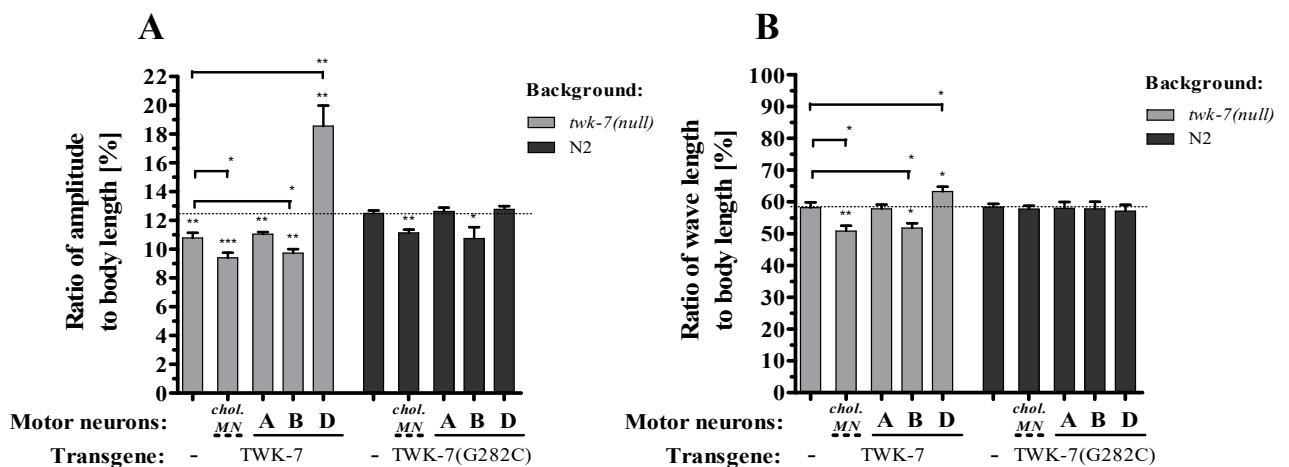 A
Ratio of amplitude
to body length [%]
22
20
18
16
14
12
10
8
6
4
2
0
**
**
*
*
**
***
**
**
**
*
Background:
twk-7(null)
N2
Motor neurons:
chol.
MN
A B D
chol.
MN
A B D
Transgene: - TWK-7 - TWK-7(G282C)
B
Ratio of wave length
to body length [%]
100
90
80
70
60
50
40
30
20
10
0
*
*
*
*
**
*
Background:
twk-7(null)
N2
Motor neurons:
chol.
MN
A B D
chol.
MN
A B D
Transgene: - TWK-7 - TWK-7(G282C)